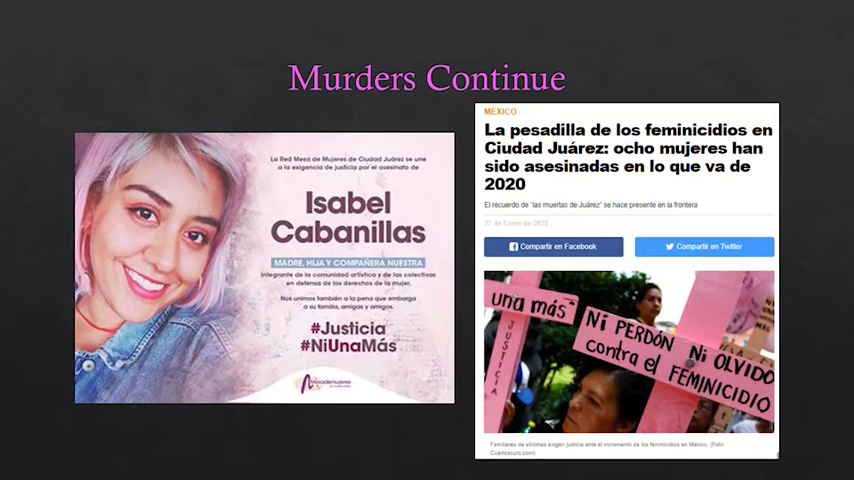 Murders Continue
La Red Mesa de Mujeres de Ciudad Juárez se une
a la exigencia de justicia por el asesinato de
Isabel
Cabanillas
MADRE, HIJA Y COMPAÑERA NUESTRA
integrante de la comunidad artística y de las colectivas
en defensa de los derechos de la mujer.
Nos unimos también a la pena que embarga
a su familia, amigas y amigos.
#Justicia
#NiUnaMás
Mesademujeres
MÉXICO
La pesadilla de los feminicidios en
Ciudad Juárez: ocho mujeres han
sido asesinadas en lo que va de
2020
El recuerdo de "las muertas de Juárez" se hace presente en la frontera
27 de Enero de 2020
Compartir en Facebook
Compartir en Twitter
una más"
JUSTICIA
Ni PERDÓN Ni OLVIDO
contra el FEMINICIDIO
Familiares de víctimas exigen justicia ante el incremento de los feminicidios en México. (Foto:
Cuartoscuro.com)